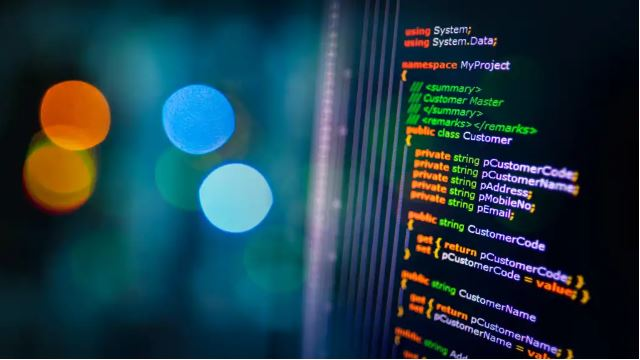 using System;
using System.Data;
namespace MyProject
{
/// <summary>
/// Customer Master
/// </summary>
/// <remarks></remarks>
public class Customer
{
private string pCustomerCode;
private string pCustomerName;
private string pAddress;
private string pMobileNo;
private string pEmail;
public string CustomerCode
{
get { return pCustomerCode; }
set { pCustomerCode = value; }
}
public string CustomerName
{
get { return pCustomerName;
set { pCustomerName =
}
public string